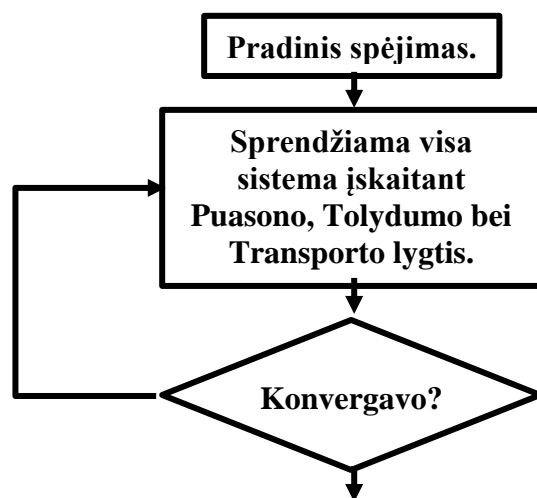 Pradinis spėjimas.
Sprendžiama visa
sistema įskaitant
Puasono, Tolydumo bei
Transporto lygtis.
Konvergavo?